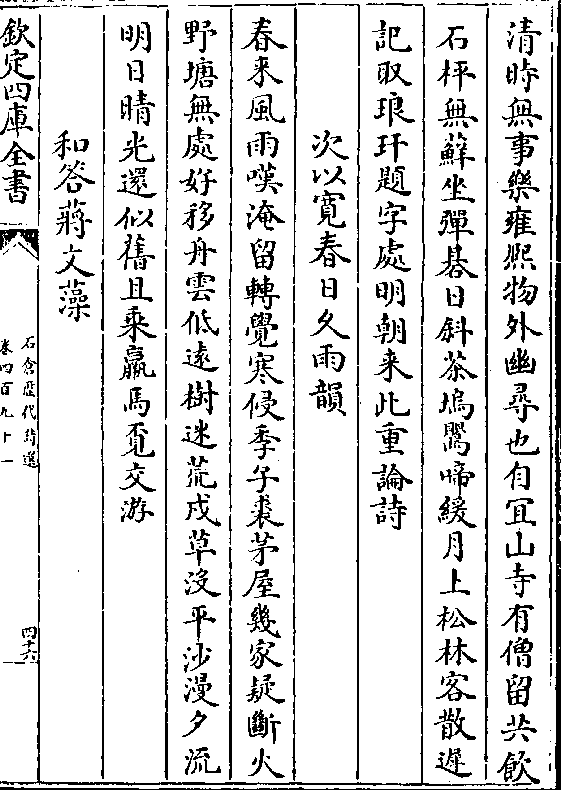 清時無事樂雍熙物外幽尋也自冝山寺有僧留共飲
石枰無蘚坐彈棊日斜茶塢鸎啼緩月上松林客散遲
記取琅玕題字處明朝来此重論詩
次以寛春日久雨韻
春来風雨嘆淹留轉覺寒侵季子裘茅屋幾家疑斷火
野塘無處好移舟雲低遠樹迷荒戍草没平沙漫夕流
明日晴光還似舊且乘羸馬覔交游
和答蔣文藻
欽定四庫全書
石倉歴代詩選
卷四百九十一
四十六